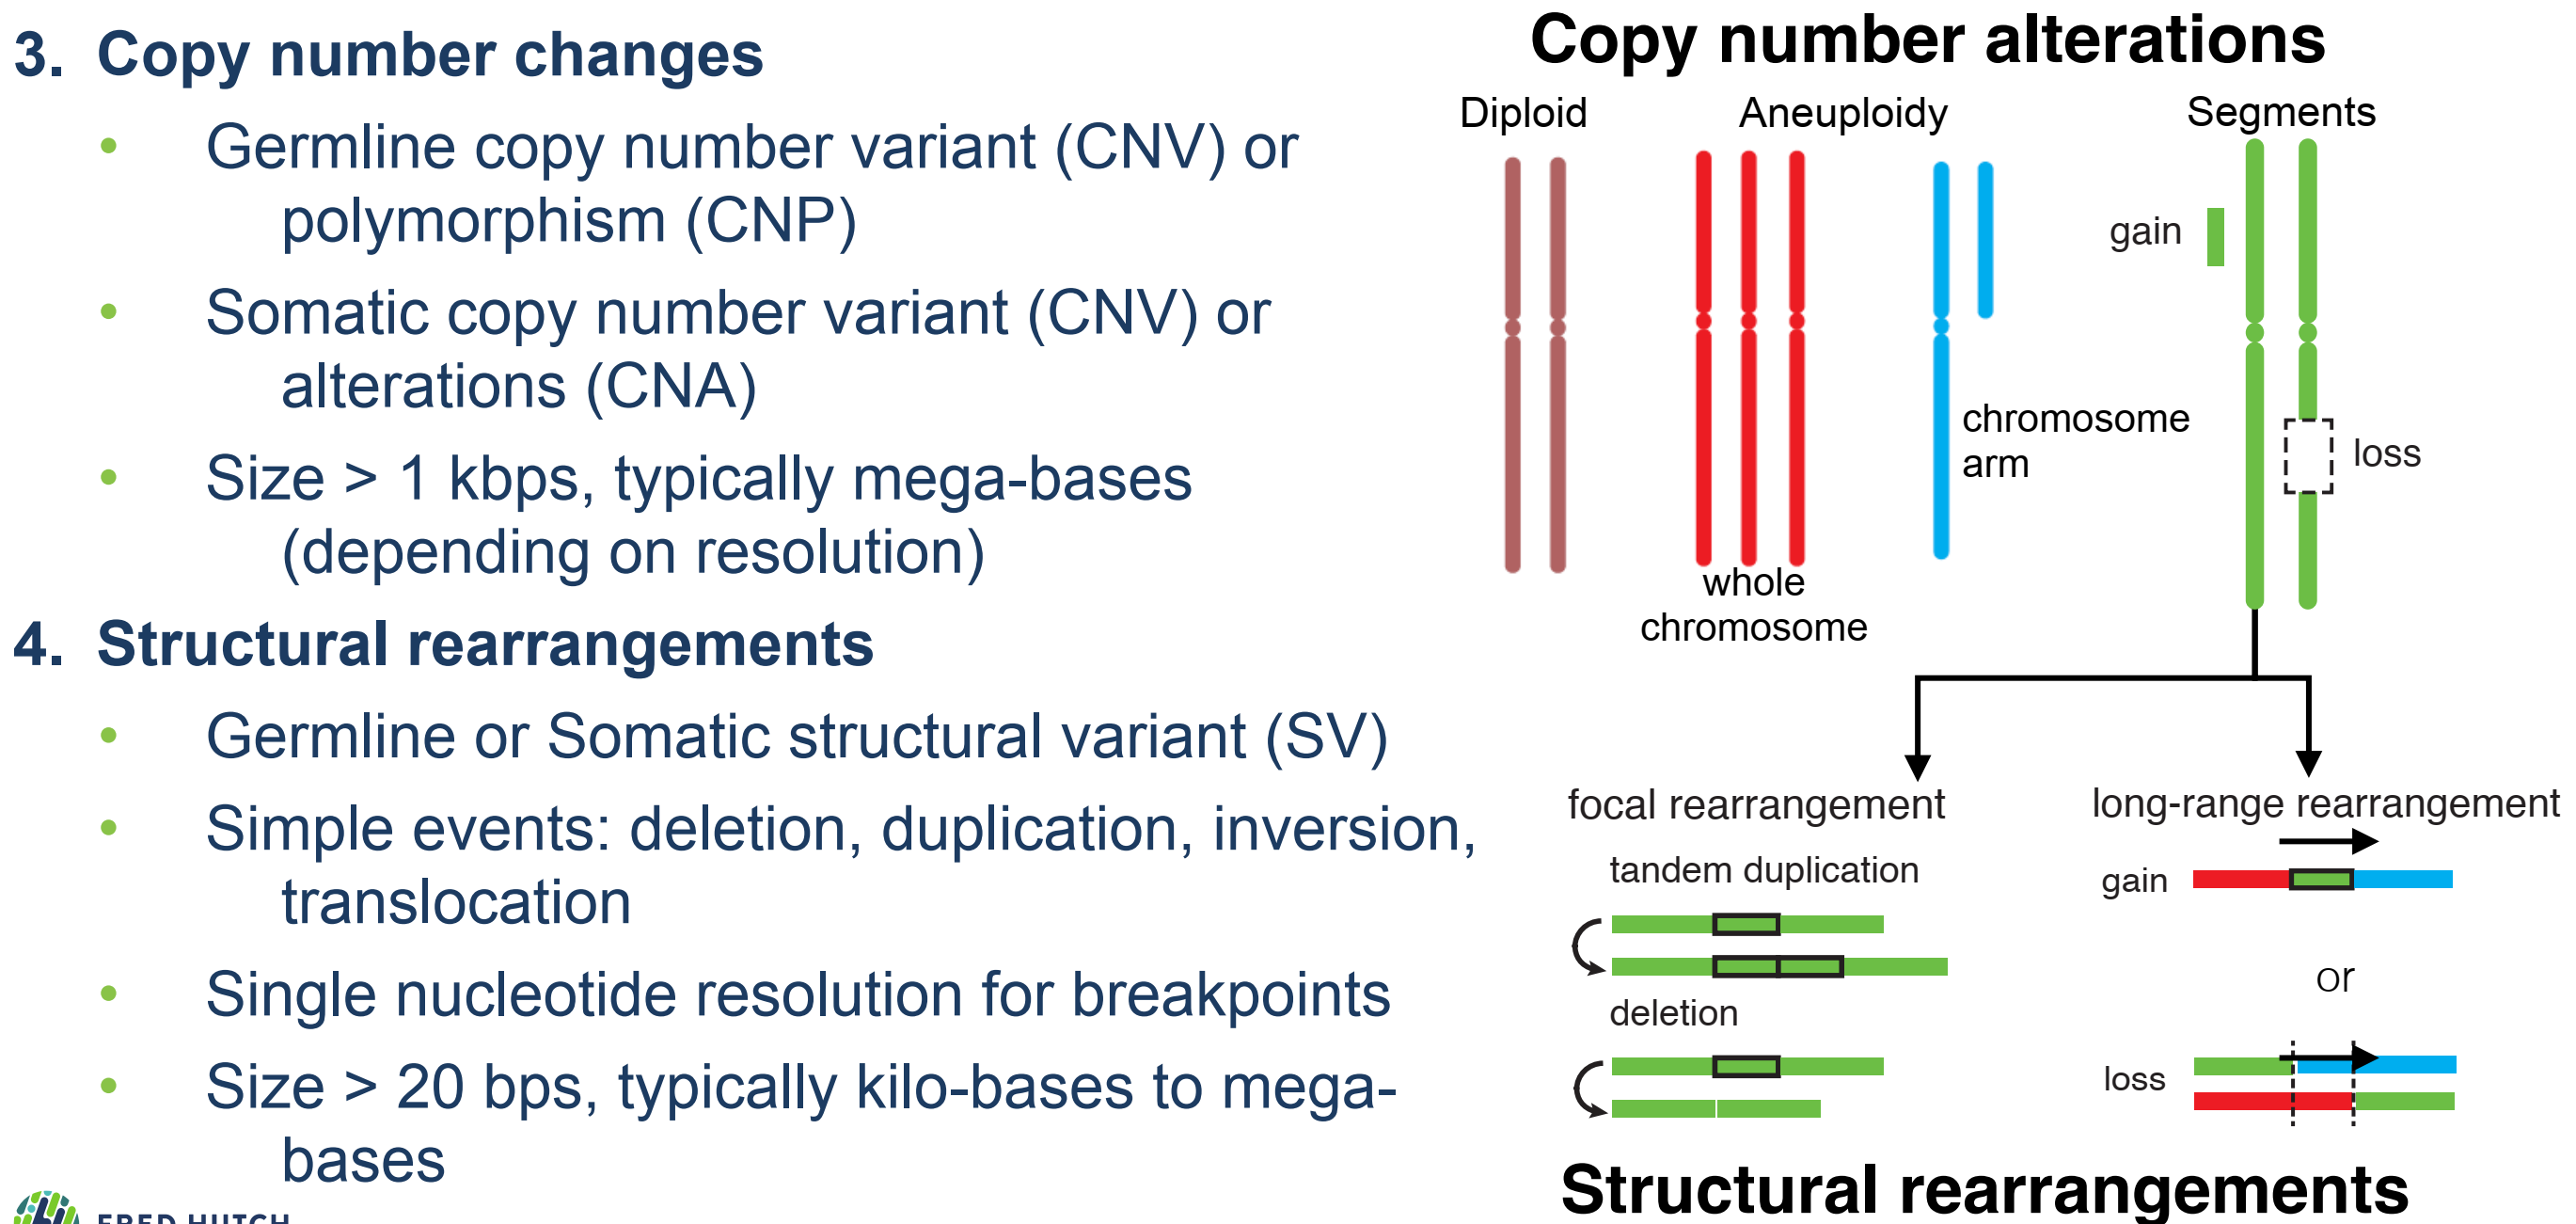 3. Copy number changes
• Germline copy number variant (CNV) or
polymorphism (CNP)
• Somatic copy number variant (CNV) or
alterations (CNA)
• Size > 1 kbps, typically mega-bases
(depending on resolution)
4. Structural rearrangements
• Germline or Somatic structural variant (SV)
• Simple events: deletion, duplication, inversion,
translocation
• Single nucleotide resolution for breakpoints
• Size > 20 bps, typically kilo-bases to mega-
bases
FRED HUTCH
Copy number alterations
Diploid
Aneuploidy
Segments
gain
chromosome
arm
loss
whole
chromosome
focal rearrangement
tandem duplication
deletion
long-range rearrangement
gain
or
loss
Structural rearrangements